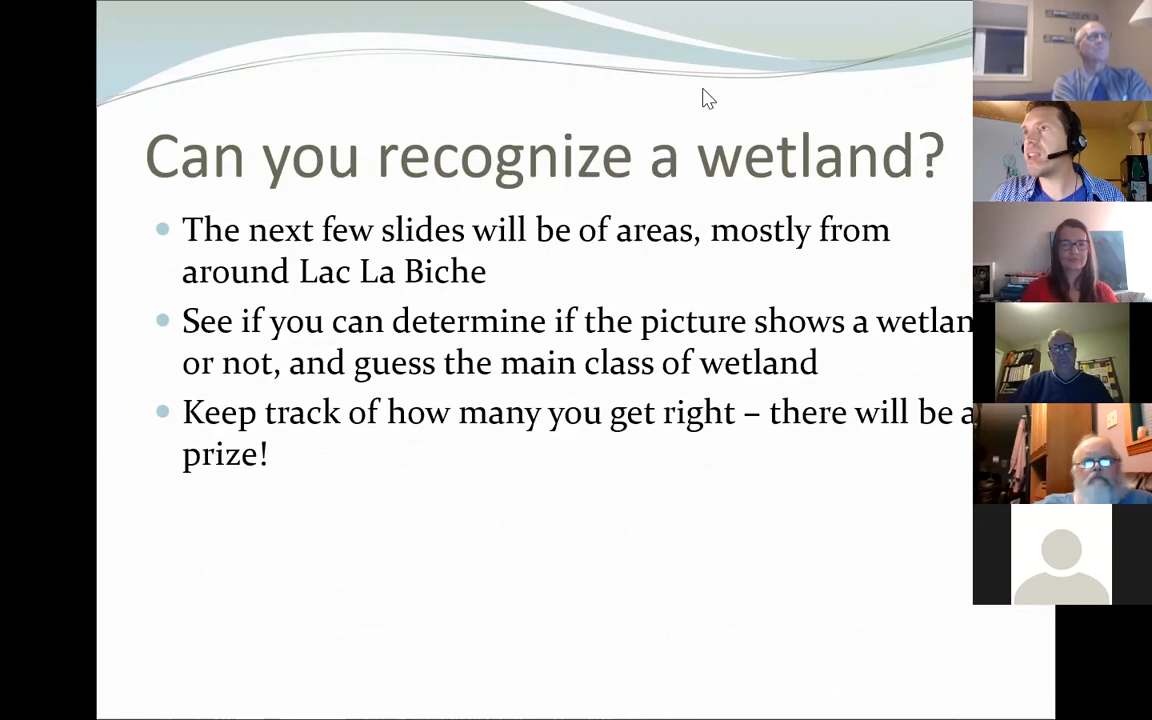 Can you recognize a wetland?
The next few slides will be of areas, mostly from
around Lac La Biche
See if you can determine if the picture shows a wetlan
or not, and guess the main class of wetland
Keep track of how many you get right – there will be a
prize!